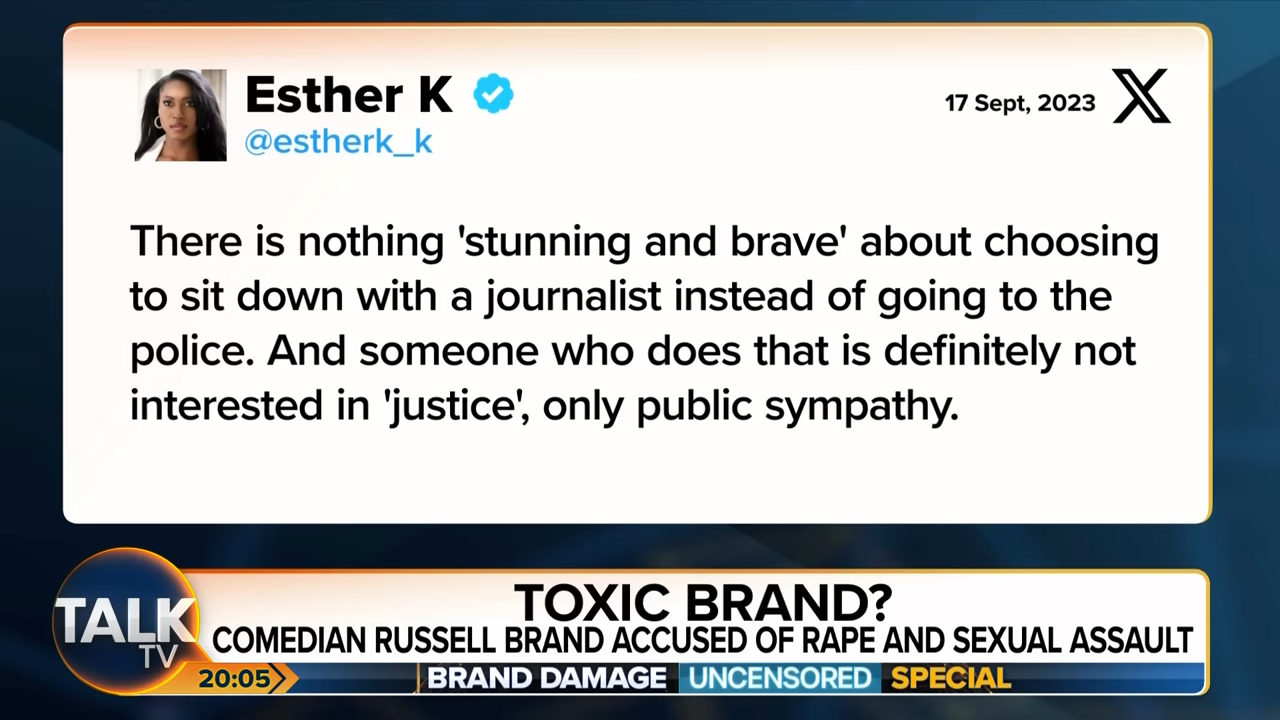 Esther K
@estherk_k
17 Sept, 2023
There is nothing 'stunning and brave' about choosing
to sit down with a journalist instead of going to the
police. And someone who does that is definitely not
interested in 'justice', only public sympathy.
TOXIC BRAND?
COMEDIAN RUSSELL BRAND ACCUSED OF RAPE AND SEXUAL ASSAULT
TALK
TV
20:05
BRAND DAMAGE UNCENSORED SPECIAL